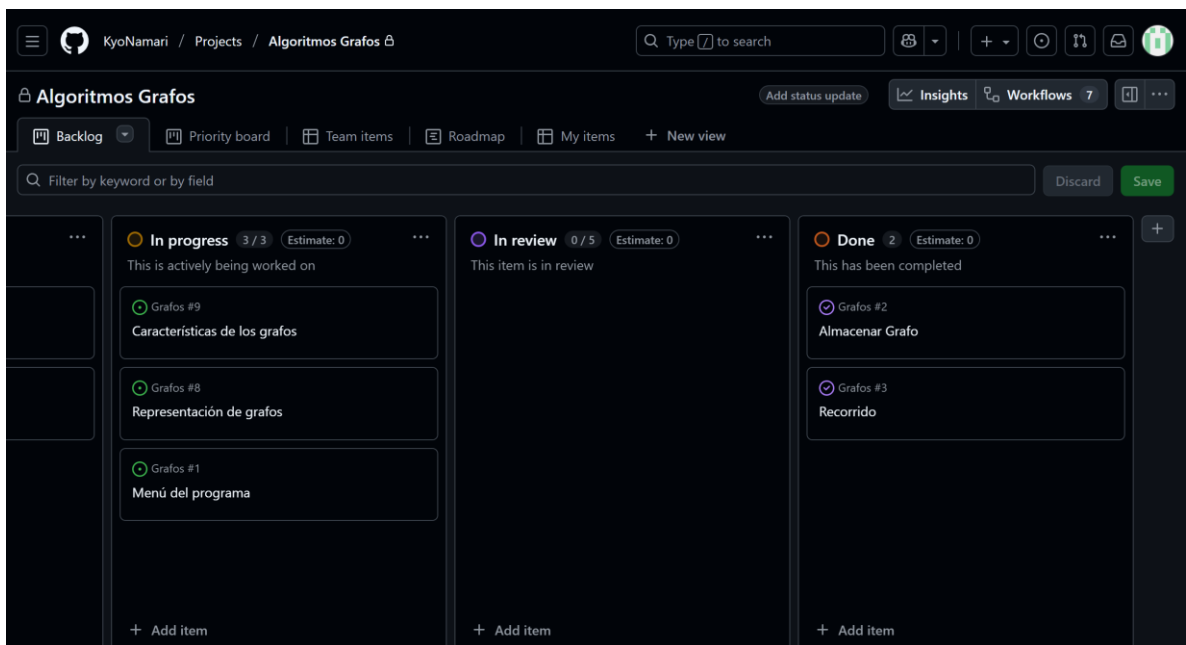 KyoNamari / Projects / Algoritmos Grafos
Type / to search
Algoritmos Grafos
Add status update
Insights
Workflows 7
Backlog
Priority board
Team items
Roadmap
My items
+ New view
Filter by keyword or by field
Discard
Save
In progress 3 / 3 Estimate: 0
This is actively being worked on
Grafos #9
Características de los grafos
Grafos #8
Representación de grafos
Grafos #1
Menú del programa
+ Add item
In review 0 / 5 Estimate: 0
This item is in review
+ Add item
Done 2 Estimate: 0
This has been completed
Grafos #2
Almacenar Grafo
Grafos #3
Recorrido
+ Add item